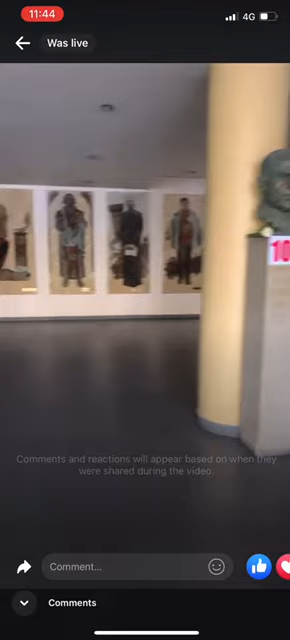 11:44
4G
Was live
10
Comments and reactions will appear based on when they
were shared during the video.
Comment...
Comments